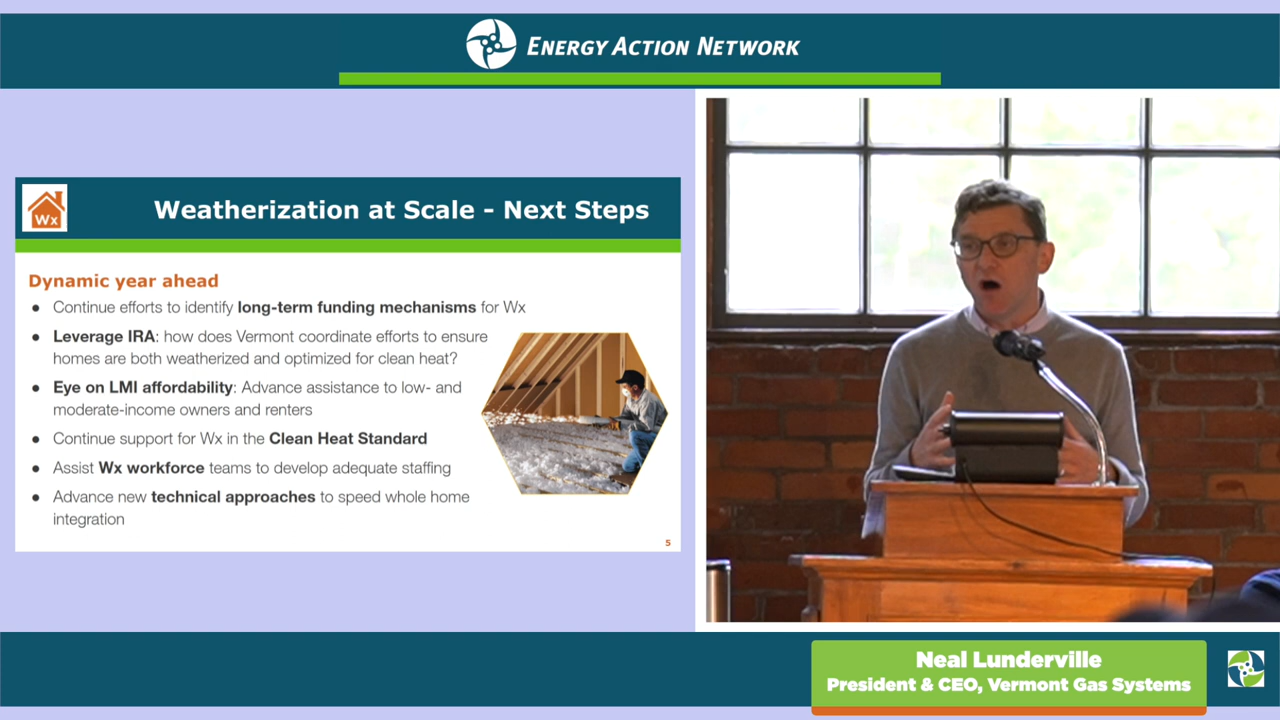 ENERGY ACTION NETWORK
Wx
Weatherization at Scale - Next Steps
Dynamic year ahead
● Continue efforts to identify long-term funding mechanisms for Wx
● Leverage IRA: how does Vermont coordinate efforts to ensure
homes are both weatherized and optimized for clean heat?
● Eye on LMI affordability: Advance assistance to low- and
moderate-income owners and renters
● Continue support for Wx in the Clean Heat Standard
● Assist Wx workforce teams to develop adequate staffing
● Advance new technical approaches to speed whole home
integration
5
Neal Lunderville
President & CEO, Vermont Gas Systems